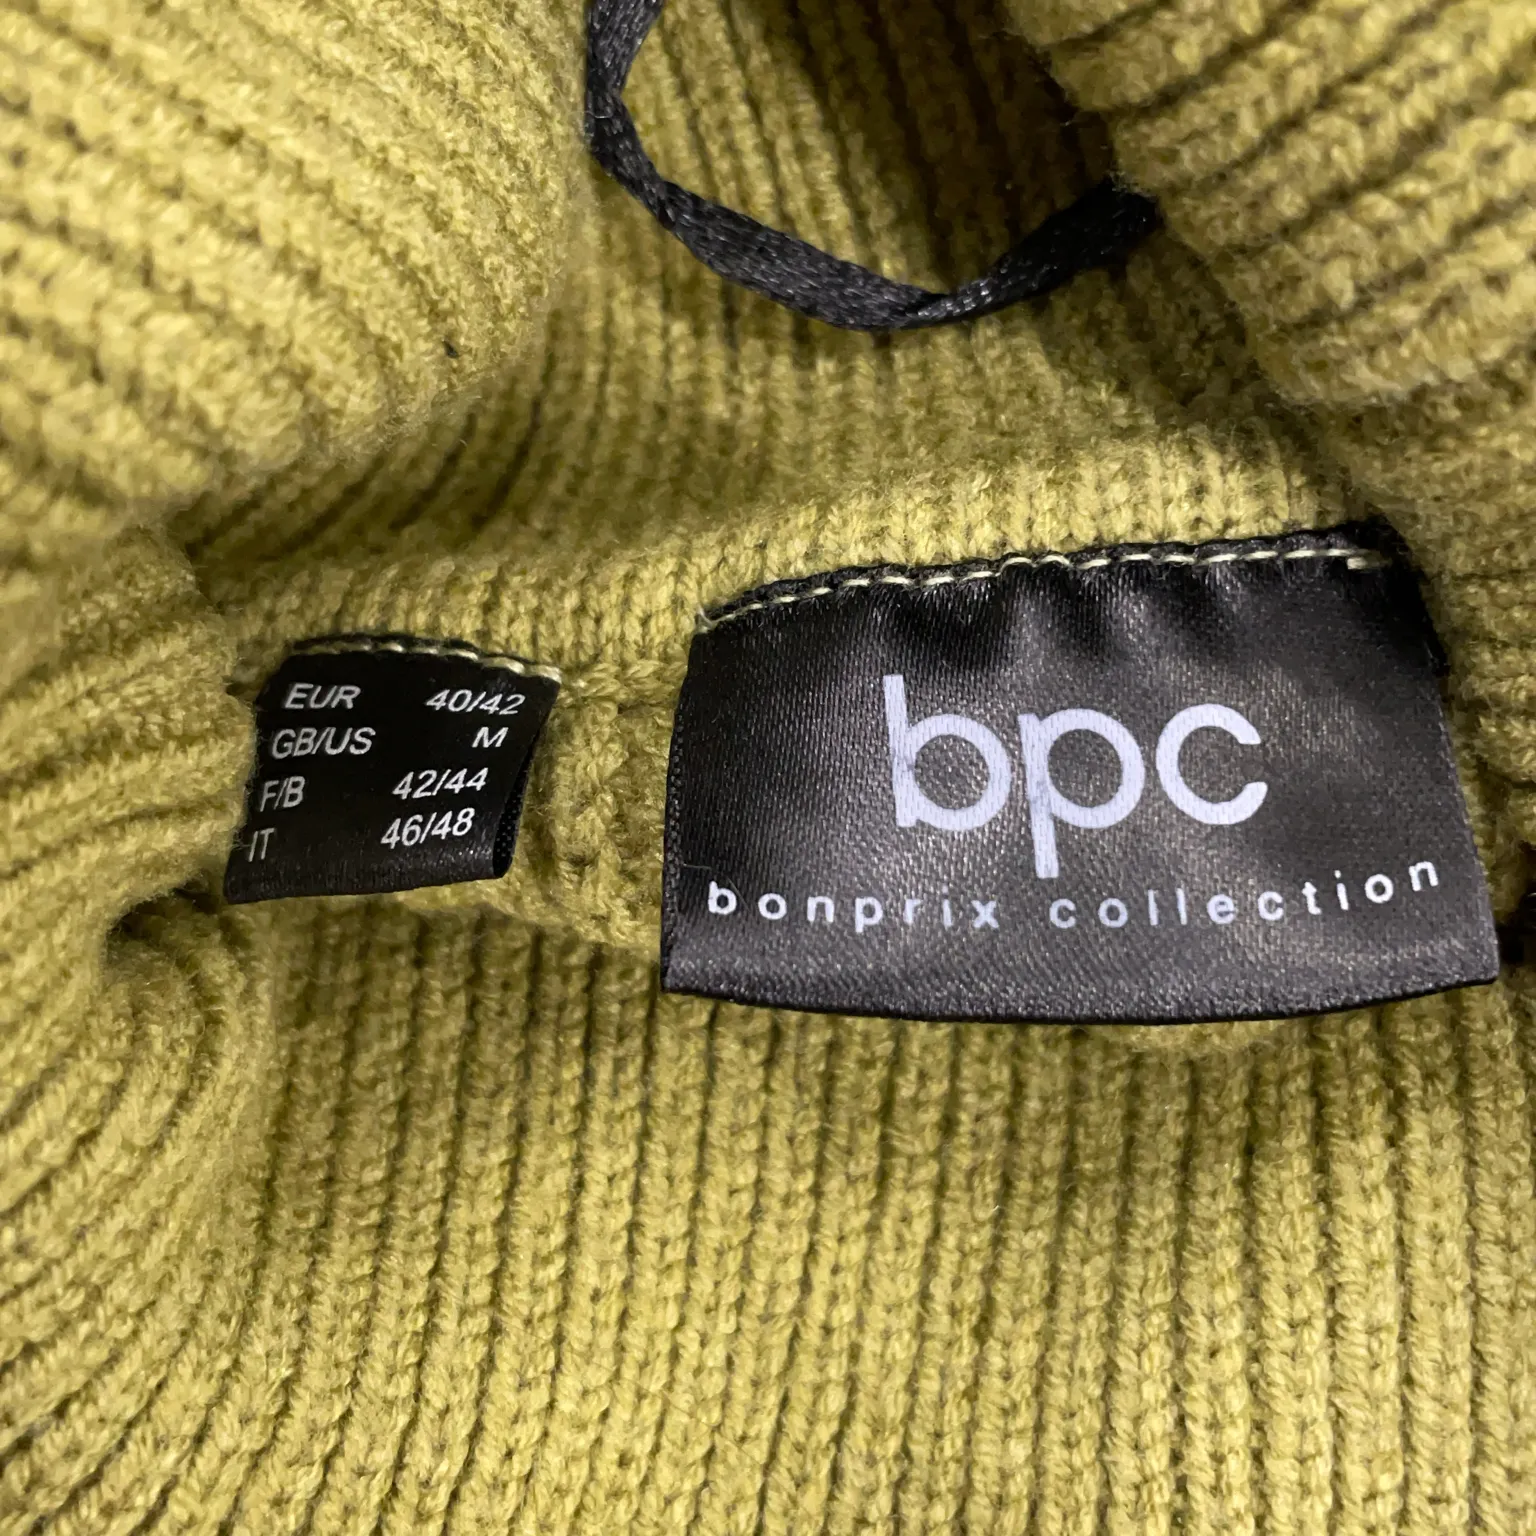 EUR 40/42
GB/US M
F/B 42/44
IT 46/48
bpc
bonprix collection